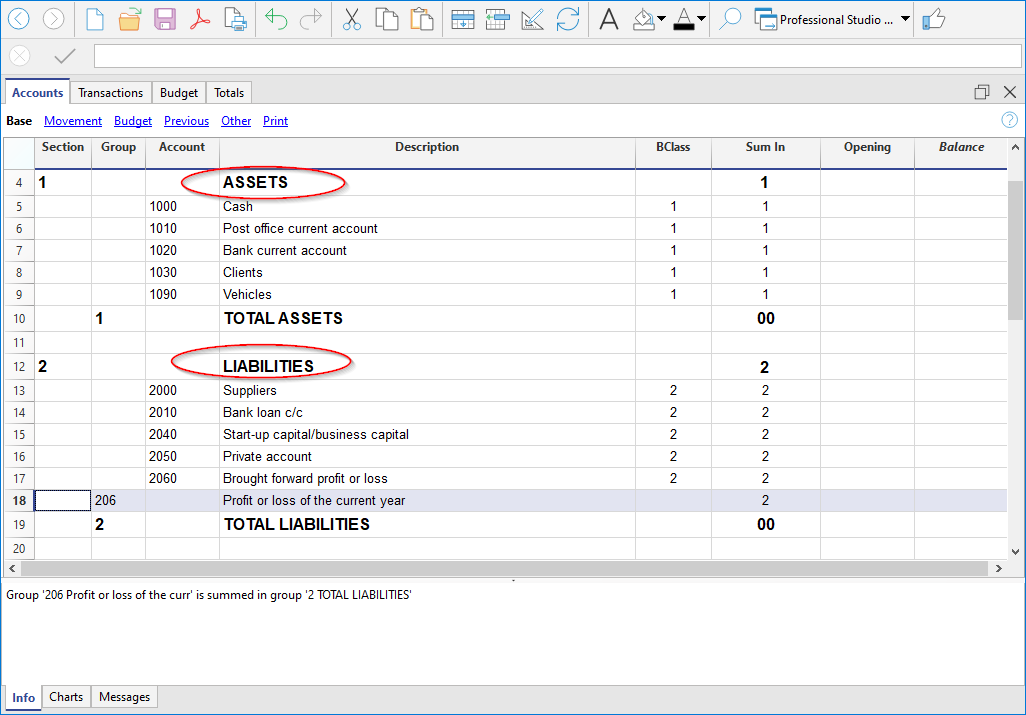 Professional Studio ...
Accounts Transactions Budget Totals
Base Movement Budget Previous Other Print
Section Group Account Description BClass Sum In Opening Balance
4 1 ASSETS 1
5 1000 Cash 1 1
6 1010 Post office current account 1 1
7 1020 Bank current account 1 1
8 1030 Clients 1 1
9 1090 Vehicles 1 1
10 1 TOTAL ASSETS 00
11
12 2 LIABILITIES 2
13 2000 Suppliers 2 2
14 2010 Bank loan c/c 2 2
15 2040 Start-up capital/business capital 2 2
16 2050 Private account 2 2
17 2060 Brought forward profit or loss 2 2
18 206 Profit or loss of the current year 2
19 2 TOTAL LIABILITIES 00
20
Group '206 Profit or loss of the curr' is summed in group '2 TOTAL LIABILITIES'
Info Charts Messages